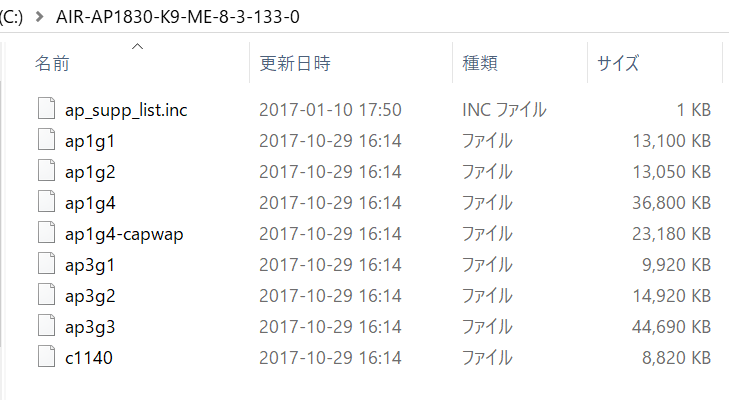 (C:) > AIR-AP1830-K9-ME-8-3-133-0
名前 更新日時 種類 サイズ
ap_supp_list.inc 2017-01-10 17:50 INC ファイル 1 KB
ap1g1 2017-10-29 16:14 ファイル 13,100 KB
ap1g2 2017-10-29 16:14 ファイル 13,050 KB
ap1g4 2017-10-29 16:14 ファイル 36,800 KB
ap1g4-capwap 2017-10-29 16:14 ファイル 23,180 KB
ap3g1 2017-10-29 16:14 ファイル 9,920 KB
ap3g2 2017-10-29 16:14 ファイル 14,920 KB
ap3g3 2017-10-29 16:14 ファイル 44,690 KB
c1140 2017-10-29 16:14 ファイル 8,820 KB